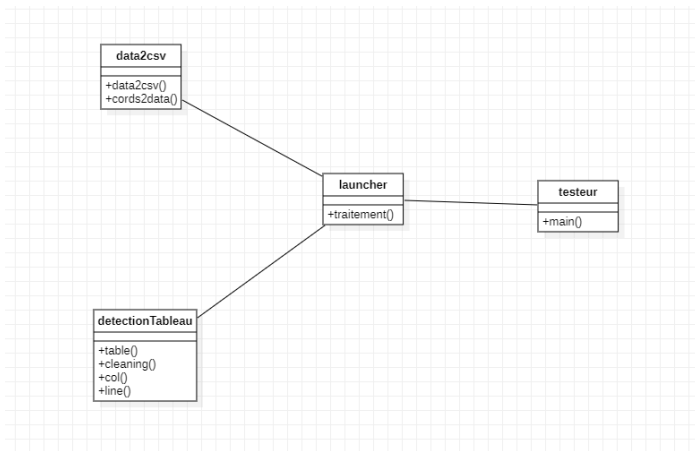 data2csv
+data2csv()
+cords2data()
launcher
+traitement()
testeur
+main()
detectionTableau
+table()
+cleaning()
+col()
+line()